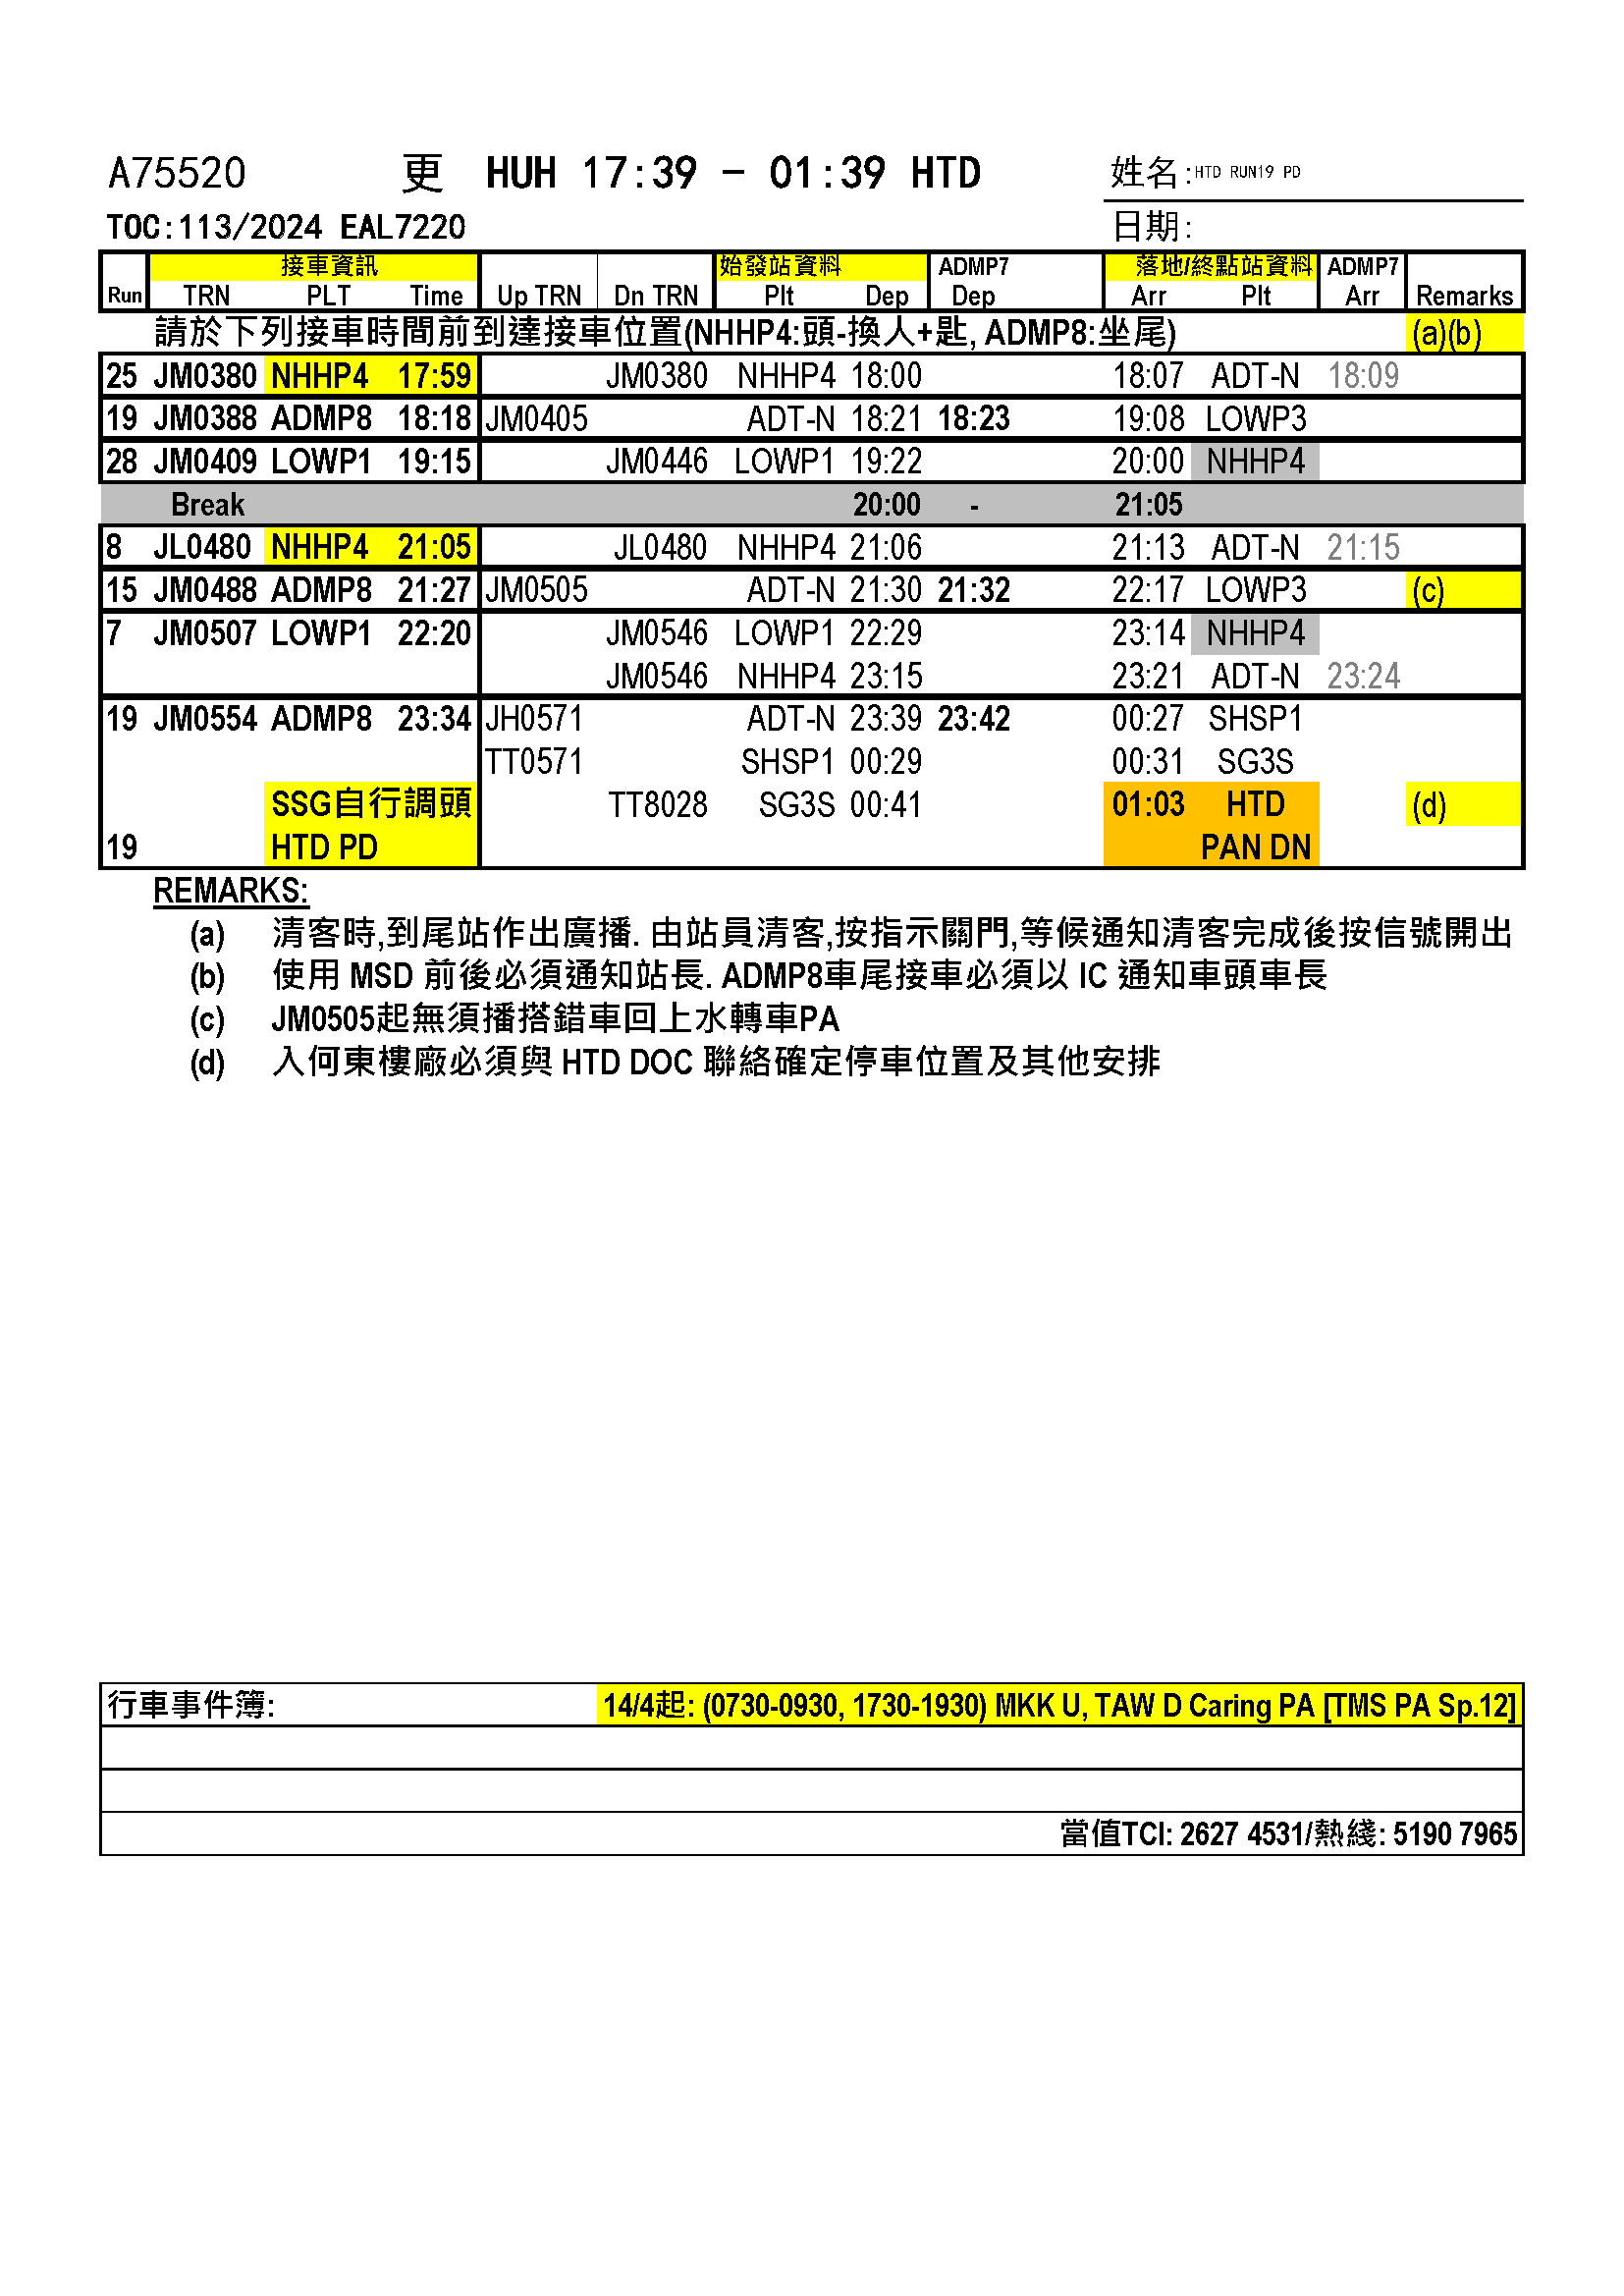 A75520 更 HUH 17:39 - 01:39 HTD 姓名:HTD RUN19 PD
TOC:113/2024 EAL7220 日期:
接車資訊 始發站資料 ADMP7 落地/終點站資料 ADMP7
Run TRN PLT Time Up TRN Dn TRN Plt Dep Dep Arr Plt Arr Remarks
請於下列接車時間前到達接車位置(NHHP4:頭-換人+匙, ADMP8:坐尾) (a)(b)
25 JM0380 NHHP4 17:59 JM0380 NHHP4 18:00 18:07 ADT-N 18:09
19 JM0388 ADMP8 18:18 JM0405 ADT-N 18:21 18:23 19:08 LOWP3
28 JM0409 LOWP1 19:15 JM0446 LOWP1 19:22 20:00 NHHP4
Break 20:00 - 21:05
8 JL0480 NHHP4 21:05 JL0480 NHHP4 21:06 21:13 ADT-N 21:15
15 JM0488 ADMP8 21:27 JM0505 ADT-N 21:30 21:32 22:17 LOWP3 (c)
7 JM0507 LOWP1 22:20 JM0546 LOWP1 22:29 23:14 NHHP4
JM0546 NHHP4 23:15 23:21 ADT-N 23:24
19 JM0554 ADMP8 23:34 JH0571 ADT-N 23:39 23:42 00:27 SHSP1
TT0571 SHSP1 00:29 00:31 SG3S
SSG自行調頭 TT8028 SG3S 00:41 01:03 HTD (d)
19 HTD PD PAN DN
REMARKS:
(a) 清客時,到尾站作出廣播. 由站員清客,按指示關門,等候通知清客完成後按信號開出
(b) 使用 MSD 前後必須通知站長. ADMP8車尾接車必須以 IC 通知車頭車長
(c) JM0505起無須播搭錯車回上水轉車PA
(d) 入何東樓廠必須與 HTD DOC 聯絡確定停車位置及其他安排
行車事件簿: 14/4起: (0730-0930, 1730-1930) MKK U, TAW D Caring PA [TMS PA Sp.12]
當值TCI: 2627 4531/熱綫: 5190 7965